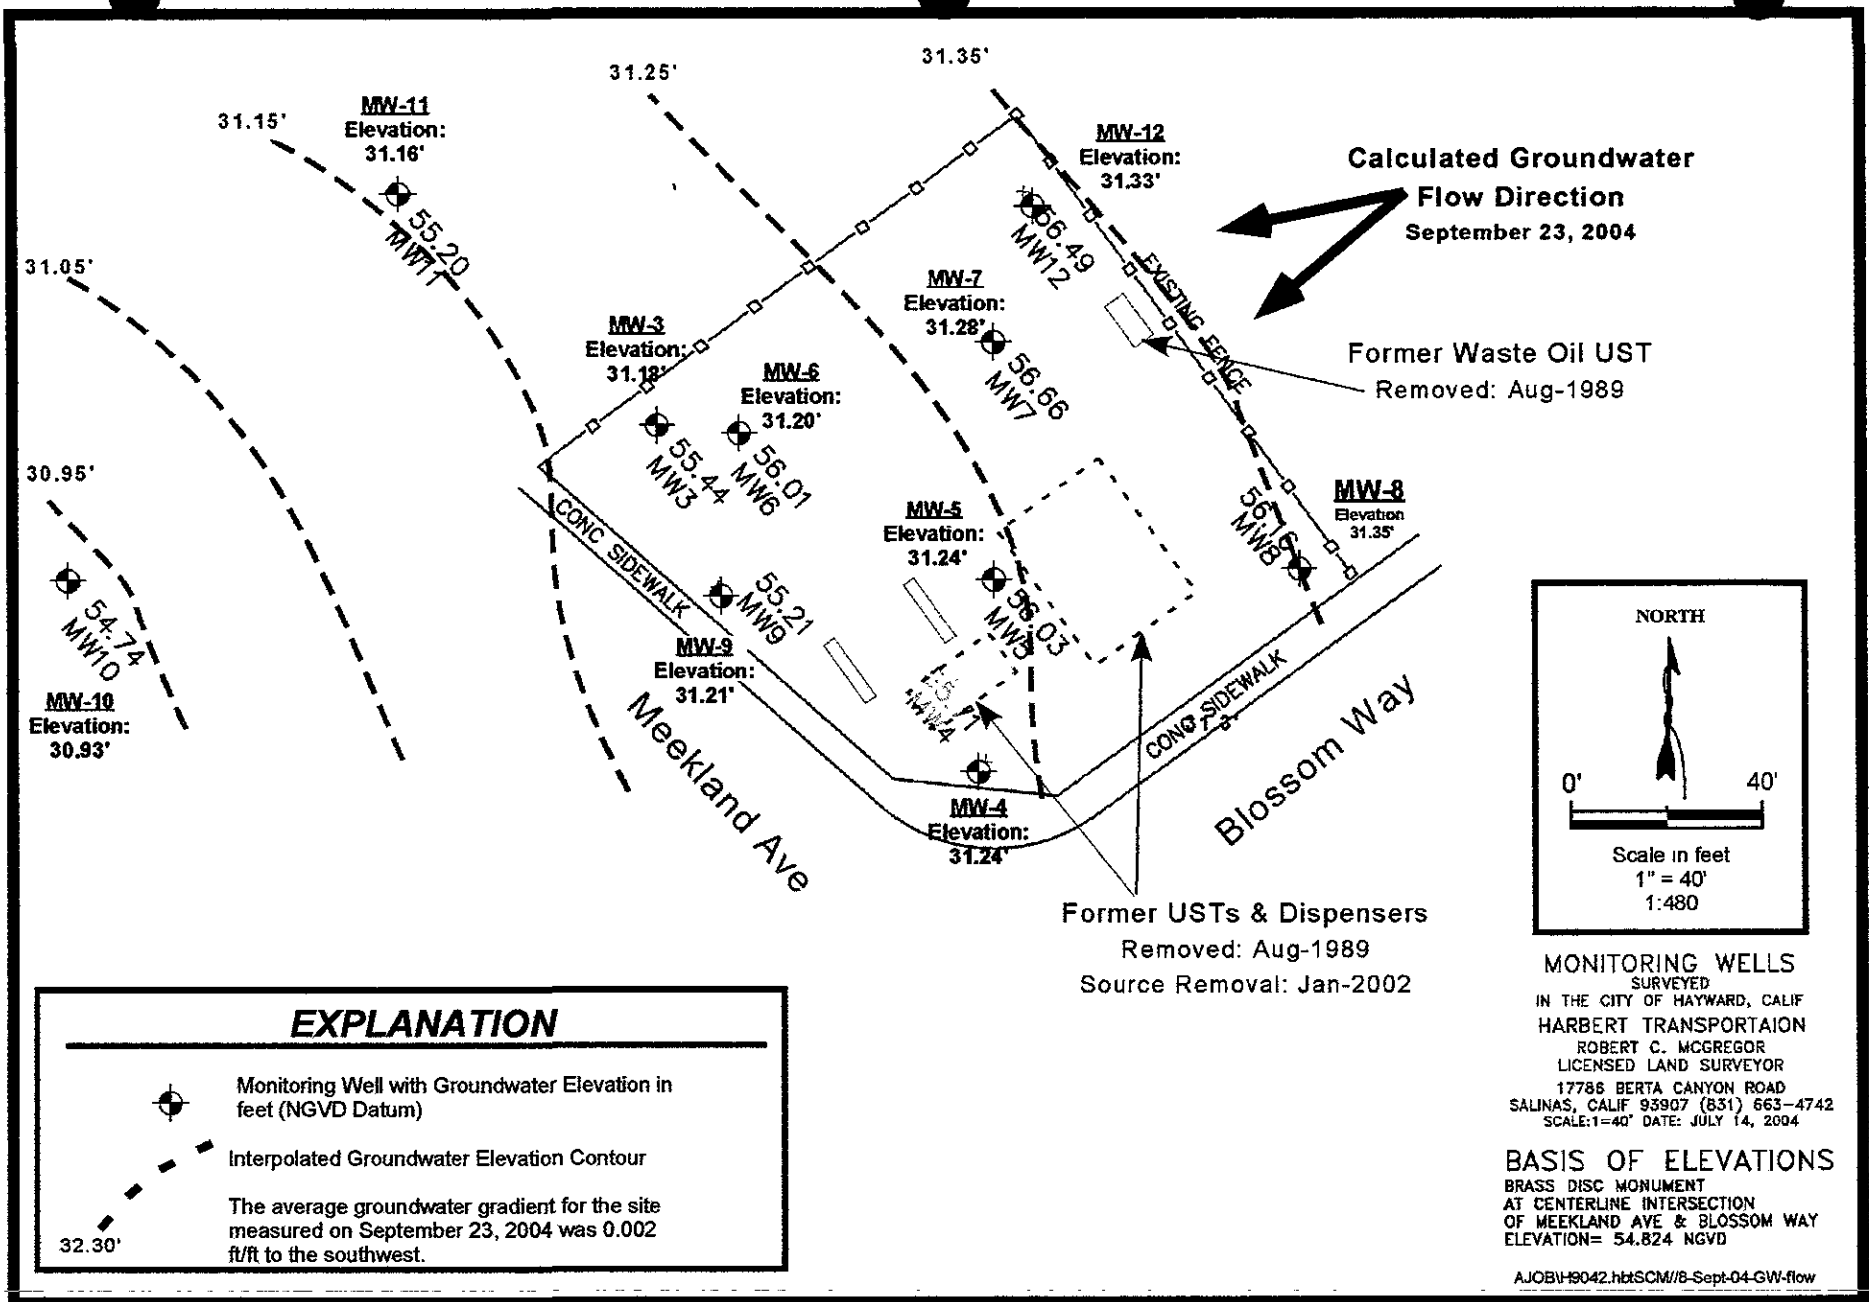 31.35'
31.25'
31.15'
31.05'
30.95'
MW-11
Elevation:
31.16'
55.20
MW11
MW-12
Elevation:
31.33'
56.49
MW12
Calculated Groundwater
Flow Direction
September 23, 2004
EXISTING FENCE
MW-7
Elevation:
31.28'
56.66
MW7
Former Waste Oil UST
Removed: Aug-1989
MW-3
Elevation:
31.18'
55.44
MW3
MW-6
Elevation:
31.20'
56.01
MW6
MW-5
Elevation:
31.24'
56.03
MW5
MW-8
Elevation
31.35'
56.16
MW8
CONC SIDEWALK
55.21
MW9
MW-9
Elevation:
31.21'
54.74
MW10
MW-10
Elevation:
30.93'
MW4
MW-4
Elevation:
31.24'
CONC SIDEWALK
Meekland Ave
Blossom Way
Former USTs & Dispensers
Removed: Aug-1989
Source Removal: Jan-2002
NORTH
0' 40'
Scale in feet
1" = 40'
1:480
MONITORING WELLS
SURVEYED
IN THE CITY OF HAYWARD, CALIF
HARBERT TRANSPORTAION
ROBERT C. MCGREGOR
LICENSED LAND SURVEYOR
17786 BERTA CANYON ROAD
SALINAS, CALIF 93907 (831) 663-4742
SCALE:1=40' DATE: JULY 14, 2004
BASIS OF ELEVATIONS
BRASS DISC MONUMENT
AT CENTERLINE INTERSECTION
OF MEEKLAND AVE & BLOSSOM WAY
ELEVATION= 54.824 NGVD
AJOB\H9042.hbtSCM//8-Sept-04-GW-flow
EXPLANATION
Monitoring Well with Groundwater Elevation in
feet (NGVD Datum)
Interpolated Groundwater Elevation Contour
The average groundwater gradient for the site
measured on September 23, 2004 was 0.002
ft/ft to the southwest.
32.30'